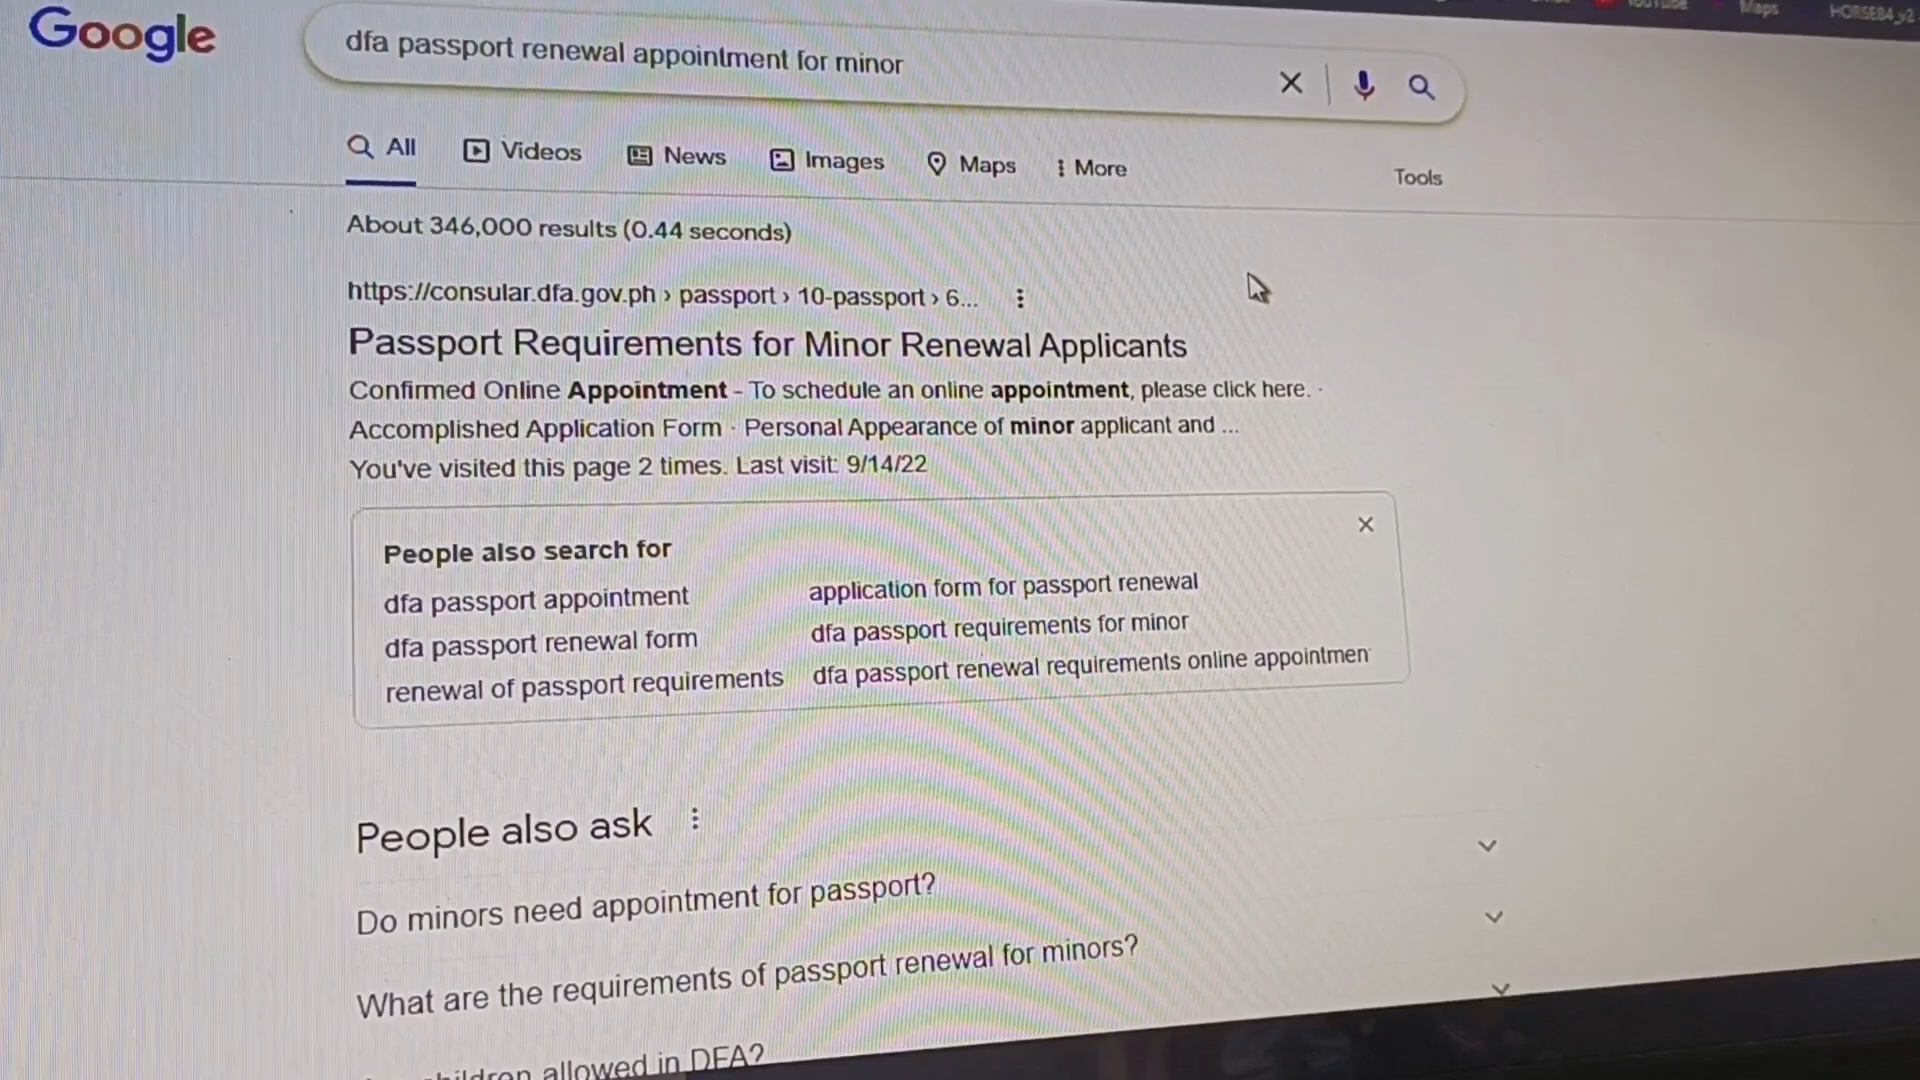 YouTube
Maps
HORSE84_v2
Google
dfa passport renewal appointment for minor
All
Videos
News
Images
Maps
More
Tools
About 346,000 results (0.44 seconds)
https://consular.dfa.gov.ph › passport › 10-passport › 6...
Passport Requirements for Minor Renewal Applicants
Confirmed Online Appointment - To schedule an online appointment, please click here. ·
Accomplished Application Form · Personal Appearance of minor applicant and ...
You've visited this page 2 times. Last visit: 9/14/22
People also search for
dfa passport appointment
application form for passport renewal
dfa passport renewal form
dfa passport requirements for minor
renewal of passport requirements
dfa passport renewal requirements online appointmen
People also ask
Do minors need appointment for passport?
What are the requirements of passport renewal for minors?
children allowed in DFA?